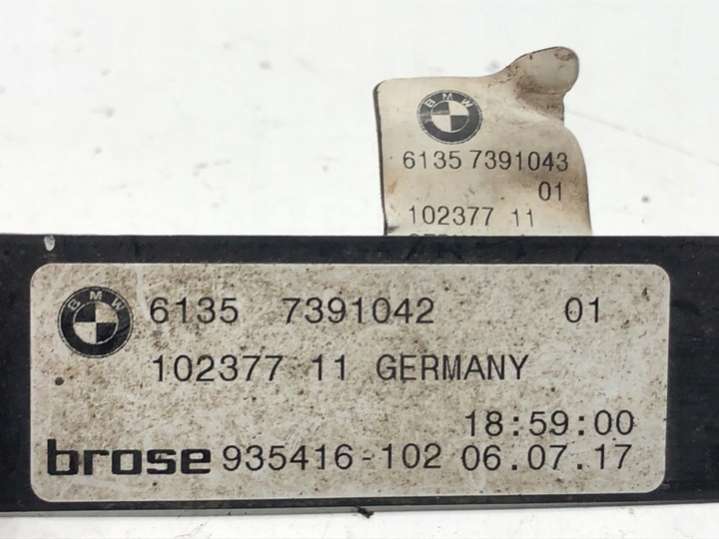 BMW
6135 7391043
01
102377 11
BMW
6135 7391042 01
102377 11 GERMANY
18:59:00
brose 935416-102 06.07.17